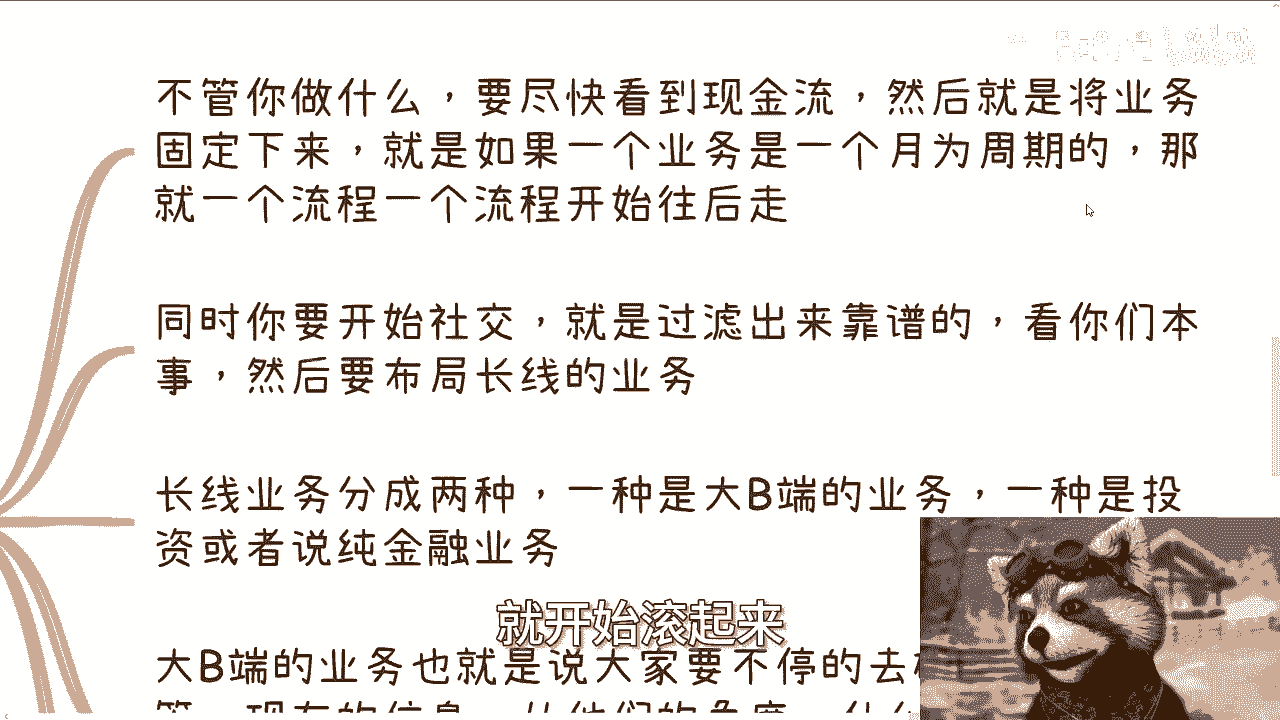 不管你做什么，要尽快看到现金流，然后就是将业务
固定下来，就是如果一个业务是一个月为周期的，那
就一个流程一个流程开始往后走
同时你要开始社交，就是过滤出来靠谱的，看你们本
事，然后要布局长线的业务
长线业务分成两种，一种是大B端的业务，一种是投
资或者说纯金融业务
就开始滚起来
大B端的业务也就是说大家要不停的去